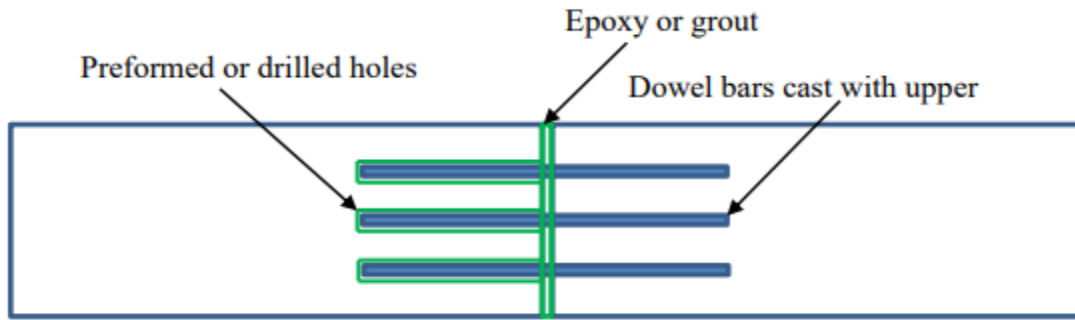 Epoxy or grout
Preformed or drilled holes
Dowel bars cast with upper